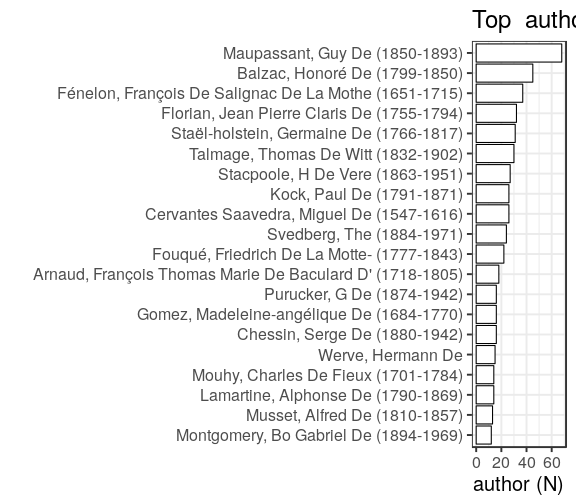 Top autho
Maupassant, Guy De (1850-1893)
Balzac, Honoré De (1799-1850)
Fénelon, François De Salignac De La Mothe (1651-1715)
Florian, Jean Pierre Claris De (1755-1794)
Staël-holstein, Germaine De (1766-1817)
Talmage, Thomas De Witt (1832-1902)
Stacpoole, H De Vere (1863-1951)
Kock, Paul De (1791-1871)
Cervantes Saavedra, Miguel De (1547-1616)
Svedberg, The (1884-1971)
Fouqué, Friedrich De La Motte- (1777-1843)
Arnaud, François Thomas Marie De Baculard D' (1718-1805)
Purucker, G De (1874-1942)
Gomez, Madeleine-angélique De (1684-1770)
Chessin, Serge De (1880-1942)
Werve, Hermann De
Mouhy, Charles De Fieux (1701-1784)
Lamartine, Alphonse De (1790-1869)
Musset, Alfred De (1810-1857)
Montgomery, Bo Gabriel De (1894-1969)
0 20 40 60
author (N)